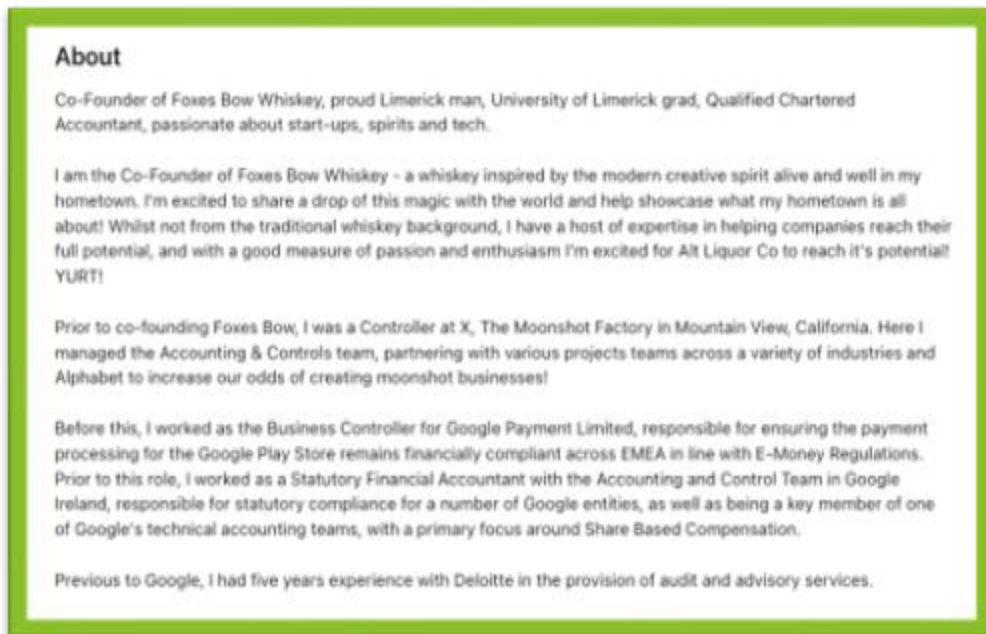 About
Co-Founder of Foxes Bow Whiskey, proud Limerick man, University of Limerick grad, Qualified Chartered
Accountant, passionate about start-ups, spirits and tech.
I am the Co-Founder of Foxes Bow Whiskey - a whiskey inspired by the modern creative spirit alive and well in my
hometown. I'm excited to share a drop of this magic with the world and help showcase what my hometown is all
about! Whilst not from the traditional whiskey background, I have a host of expertise in helping companies reach their
full potential, and with a good measure of passion and enthusiasm I'm excited for Alt Liquor Co to reach it's potential!
YURT!
Prior to co-founding Foxes Bow, I was a Controller at X, The Moonshot Factory in Mountain View, California. Here I
managed the Accounting & Controls team, partnering with various projects teams across a variety of industries and
Alphabet to increase our odds of creating moonshot businesses!
Before this, I worked as the Business Controller for Google Payment Limited, responsible for ensuring the payment
processing for the Google Play Store remains financially compliant across EMEA in line with E-Money Regulations.
Prior to this role, I worked as a Statutory Financial Accountant with the Accounting and Control Team in Google
Ireland, responsible for statutory compliance for a number of Google entities, as well as being a key member of one
of Google's technical accounting teams, with a primary focus around Share Based Compensation.
Previous to Google, I had five years experience with Deloitte in the provision of audit and advisory services.